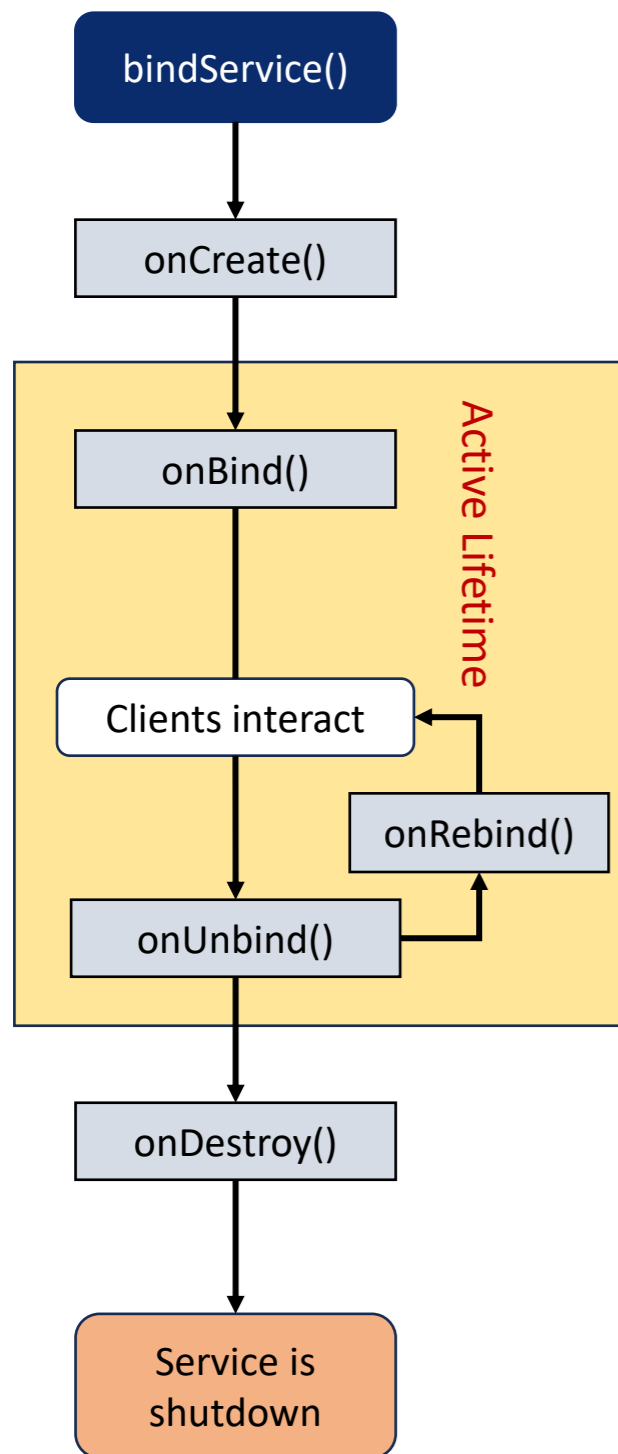 bindService()
onCreate()
Active Lifetime
onBind()
Clients interact
onRebind()
onUnbind()
onDestroy()
Service is
shutdown